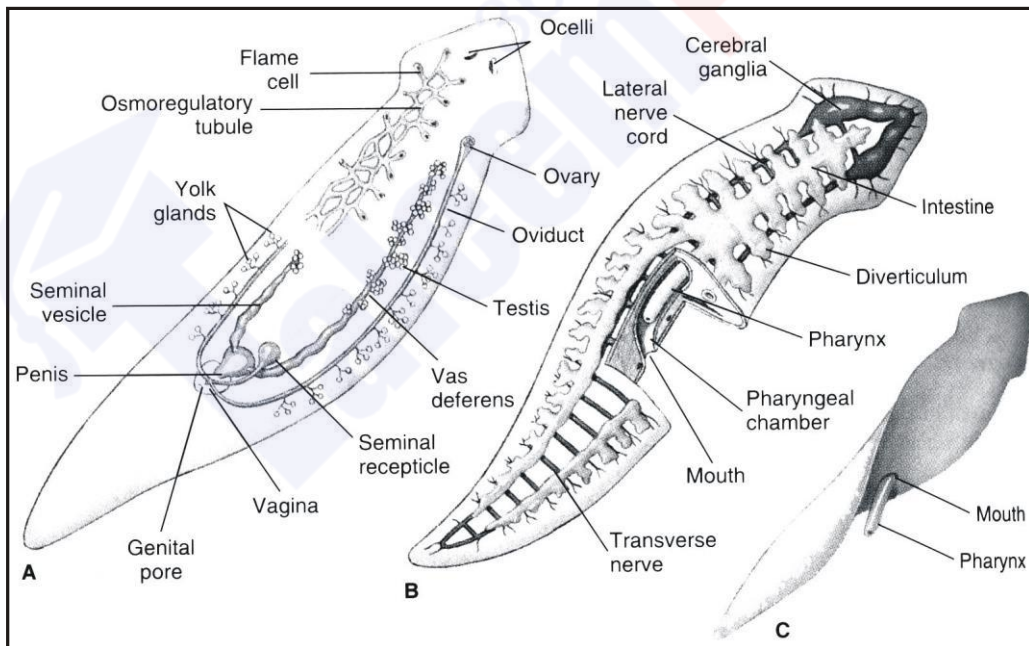 Ocelli
Flame
cell
Osmoregulatory
tubule
Yolk
glands
Seminal
vesicle
Penis
Ovary
Oviduct
Testis
Vas
deferens
Seminal
recepticle
Vagina
Genital
pore
A
Cerebral
ganglia
Lateral
nerve
cord
Intestine
Diverticulum
Pharynx
Pharyngeal
chamber
Mouth
Transverse
nerve
B
Mouth
Pharynx
C